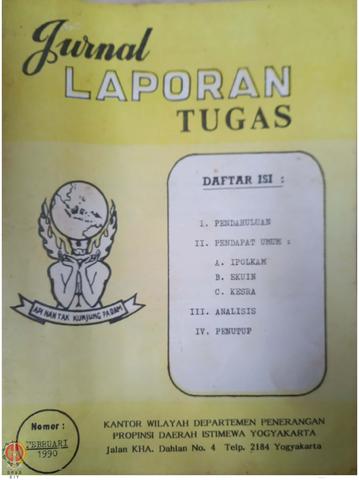 Jurnal
LAPORAN
TUGAS
DAFTAR ISI :
I. PENDAHULUAN
II. PENDAPAT UMUM :
A. IPOLKAM
B. EKUIN
C. KESRA
III. ANALISIS
IV. PENUTUP
API NAN TAK KUNJUNG PADAM
Nomor :
FEBRUARI
1990
KANTOR WILAYAH DEPARTEMEN PENERANGAN
PROPINSI DAERAH ISTIMEWA YOGYAKARTA
Jalan KHA. Dahlan No. 4 Telp. 2184 Yogyakarta